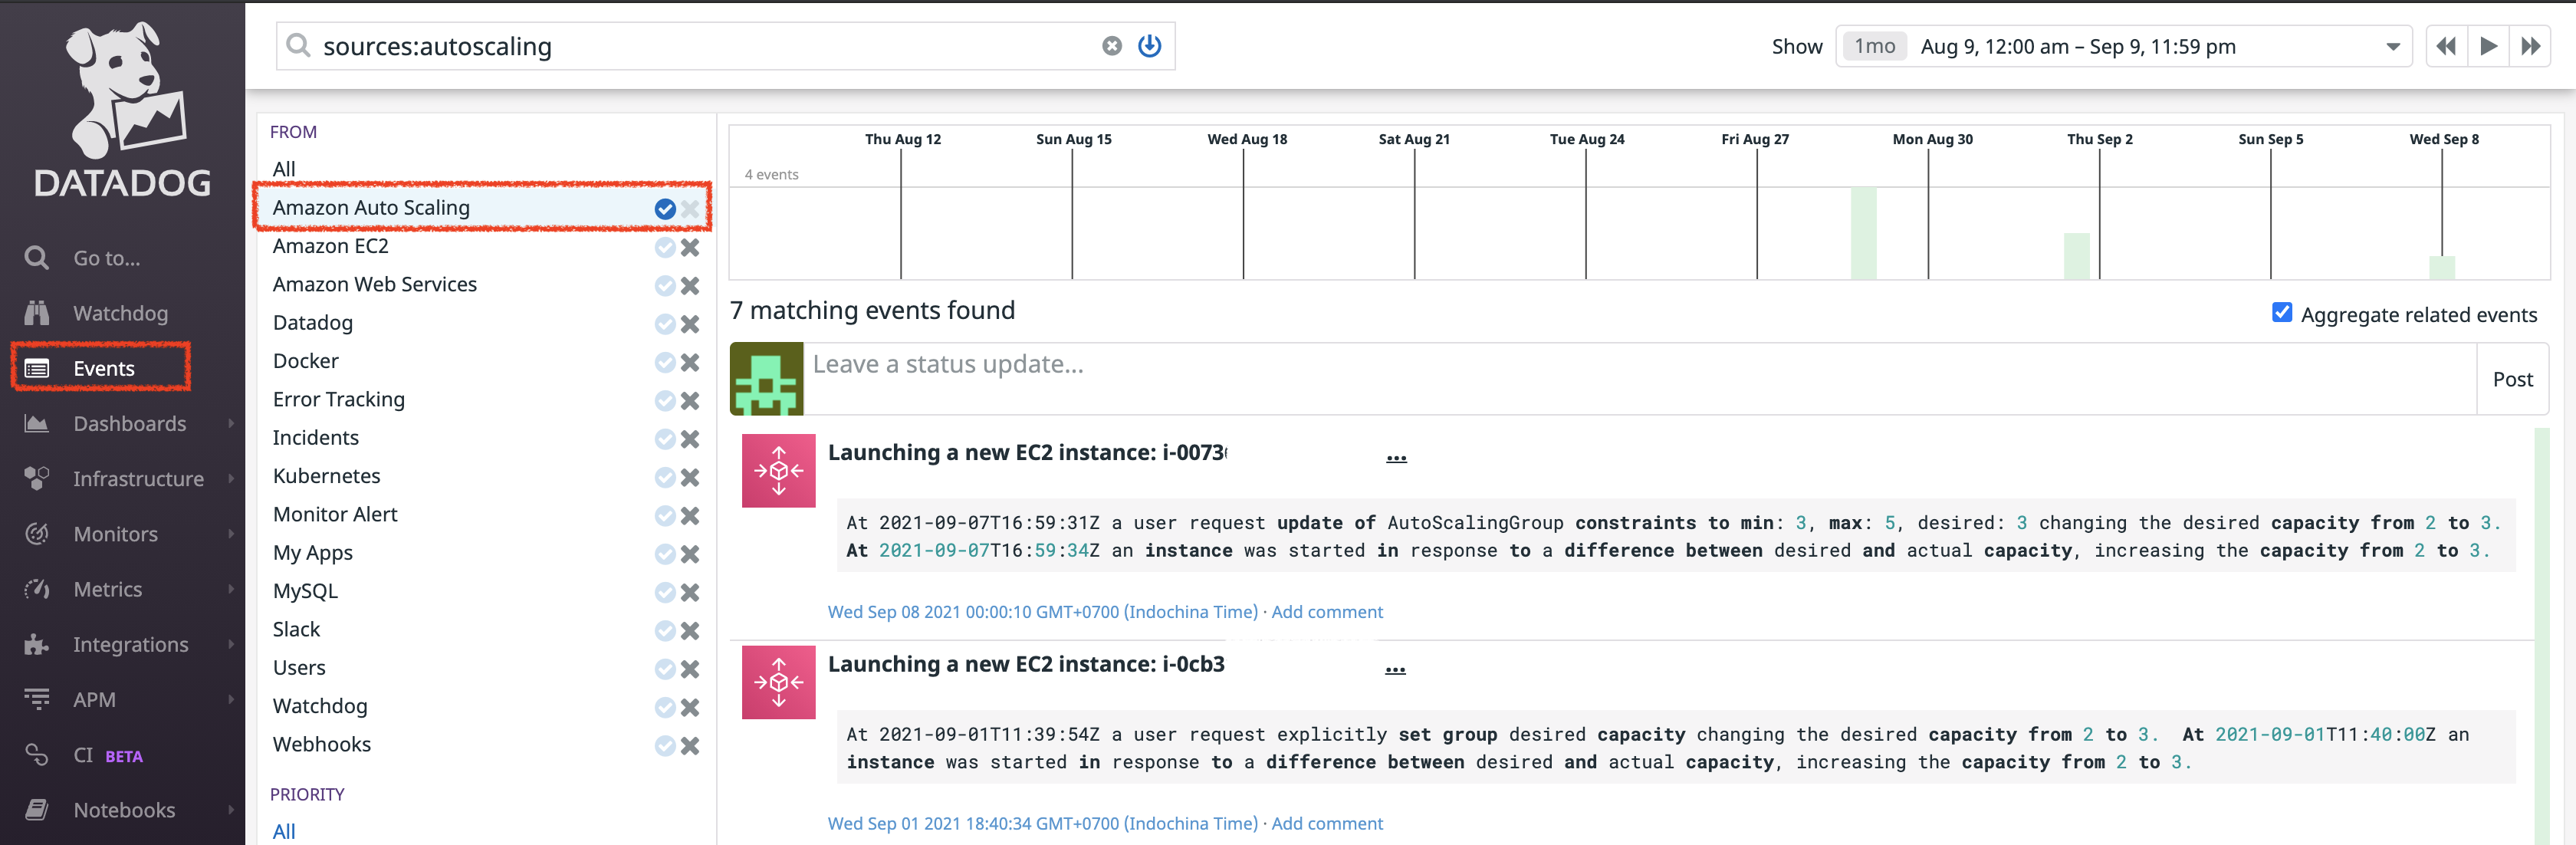 DATADOG
Go to...
Watchdog
Events
Dashboards
Infrastructure
Monitors
Metrics
Integrations
APM
CI BETA
Notebooks
sources:autoscaling
Show 1mo Aug 9, 12:00 am – Sep 9, 11:59 pm
FROM
All
Amazon Auto Scaling
Amazon EC2
Amazon Web Services
Datadog
Docker
Error Tracking
Incidents
Kubernetes
Monitor Alert
My Apps
MySQL
Slack
Users
Watchdog
Webhooks
PRIORITY
All
Thu Aug 12 Sun Aug 15 Wed Aug 18 Sat Aug 21 Tue Aug 24 Fri Aug 27 Mon Aug 30 Thu Sep 2 Sun Sep 5 Wed Sep 8
4 events
7 matching events found
Aggregate related events
Leave a status update...
Post
Launching a new EC2 instance: i-0073 ...
At 2021-09-07T16:59:31Z a user request update of AutoScalingGroup constraints to min: 3, max: 5, desired: 3 changing the desired capacity from 2 to 3.
At 2021-09-07T16:59:34Z an instance was started in response to a difference between desired and actual capacity, increasing the capacity from 2 to 3.
Wed Sep 08 2021 00:00:10 GMT+0700 (Indochina Time) · Add comment
Launching a new EC2 instance: i-0cb3 ...
At 2021-09-01T11:39:54Z a user request explicitly set group desired capacity changing the desired capacity from 2 to 3. At 2021-09-01T11:40:00Z an
instance was started in response to a difference between desired and actual capacity, increasing the capacity from 2 to 3.
Wed Sep 01 2021 18:40:34 GMT+0700 (Indochina Time) · Add comment